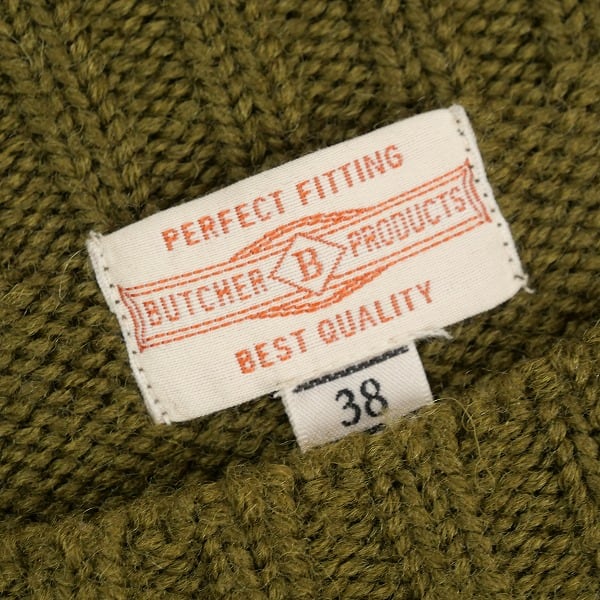 PERFECT FITTING
BUTCHER B PRODUCTS
BEST QUALITY
38